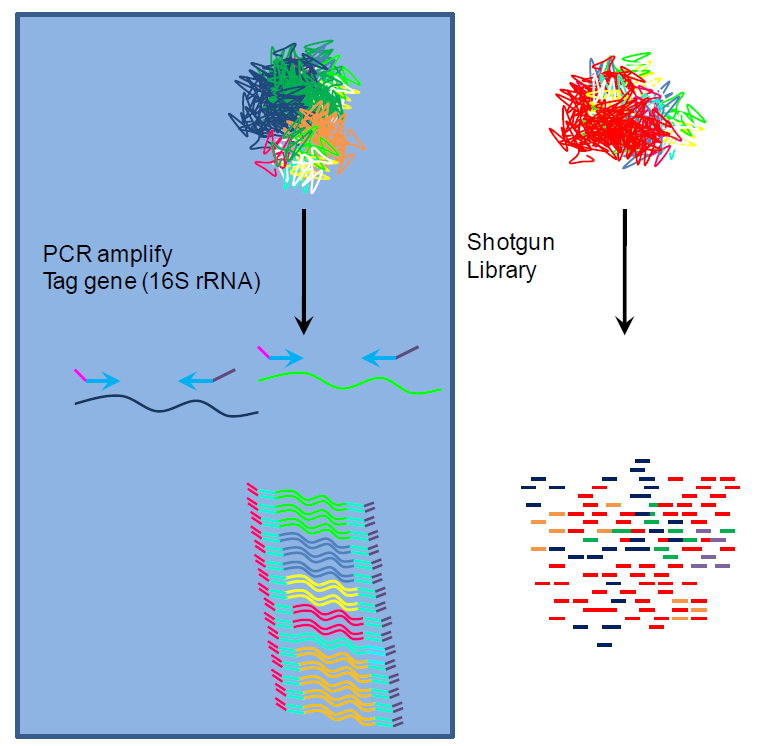 PCR amplify
Tag gene (16S rRNA)
Shotgun
Library